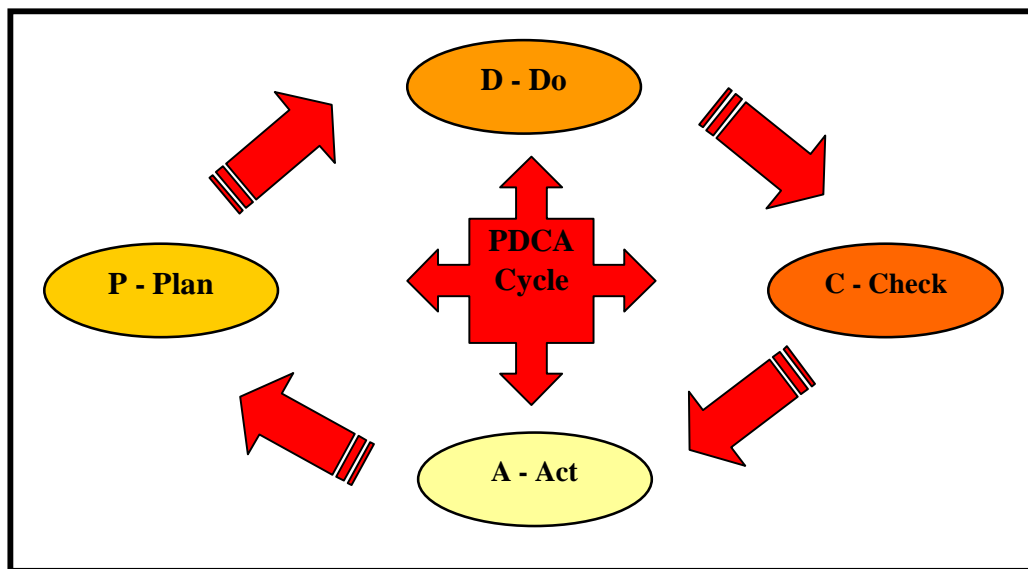 D - Do
PDCA
Cycle
P - Plan
C - Check
A - Act